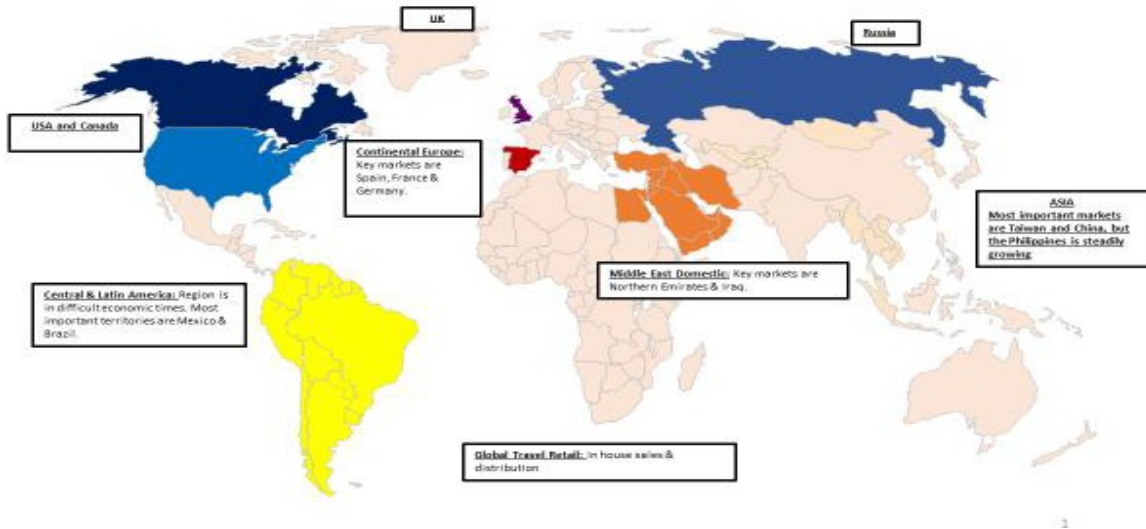 UK
Russia
USA and Canada
Continental Europe:
Key markets are
Spain, France &
Germany.
ASIA
Most important markets
are Taiwan and China, but
the Philippines is steadily
growing
Middle East Domestic: Key markets are
Northern Emirates & Iraq.
Central & Latin America: Region is
in difficult economic times. Most
important territories are Mexico &
Brazil.
Global Travel Retail: In house sales &
distribution